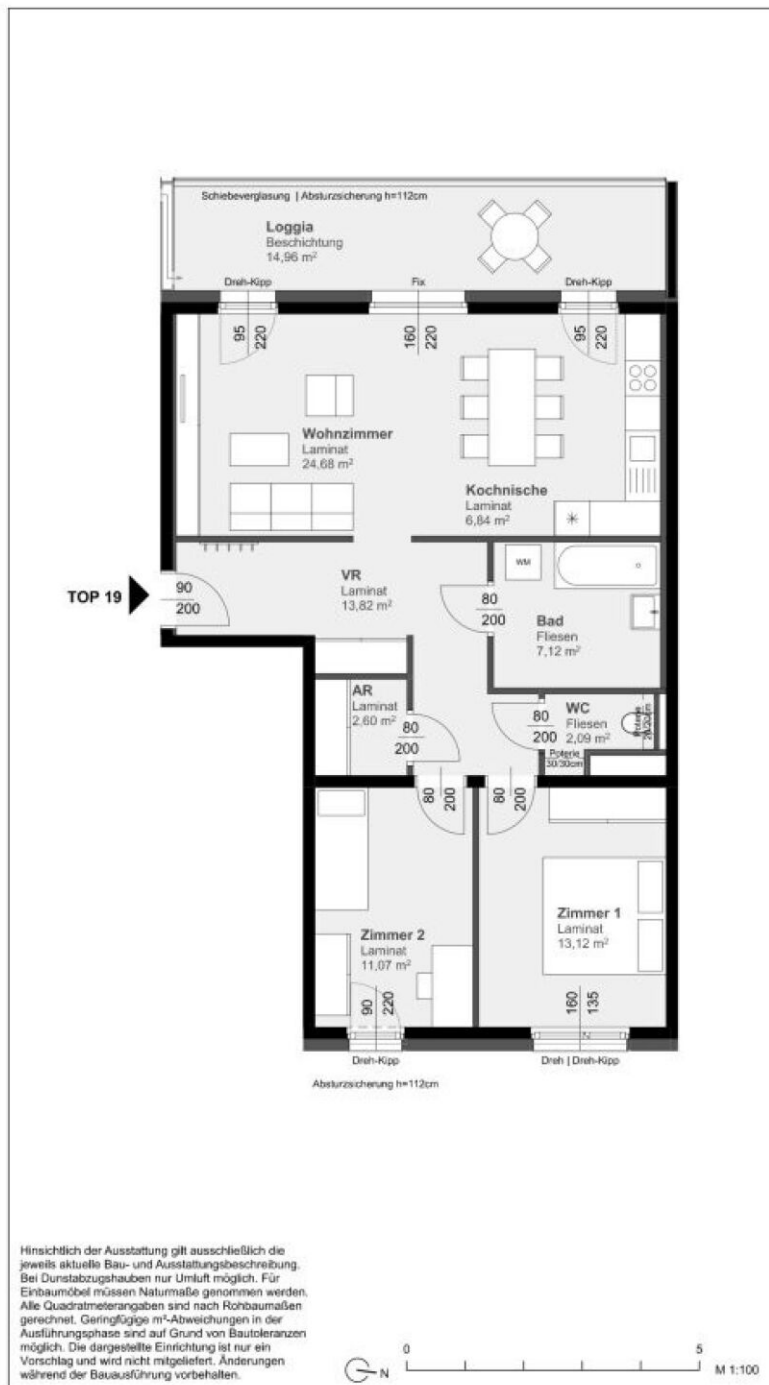 Schiebeverglasung | Absturzsicherung h=112cm
Loggia
Beschichtung
14,96 m²
Dreh-Kipp
Fix
Dreh-Kipp
95
220
160
220
95
220
Wohnzimmer
Laminat
24,68 m²
Kochnische
Laminat
6,84 m²
TOP 19
90
200
VR
Laminat
13,82 m²
WM
80
200
Bad
Fliesen
7,12 m²
AR
Laminat
2,60 m²
80
200
80
200
WC
Fliesen
2,09 m²
Poterie
20/20cm
Poterie
30/30cm
80
200
80
200
Zimmer 2
Laminat
11,07 m²
Zimmer 1
Laminat
13,12 m²
90
220
160
135
Dreh-Kipp
Dreh | Dreh-Kipp
Absturzsicherung h=112cm
Hinsichtlich der Ausstattung gilt ausschließlich die
jeweils aktuelle Bau- und Ausstattungsbeschreibung.
Bei Dunstabzugshauben nur Umluft möglich. Für
Einbaumöbel müssen Naturmaße genommen werden.
Alle Quadratmeterangaben sind nach Rohbaumaßen
gerechnet. Geringfügige m²-Abweichungen in der
Ausführungsphase sind auf Grund von Bautoleranzen
möglich. Die dargestellte Einrichtung ist nur ein
Vorschlag und wird nicht mitgeliefert. Änderungen
während der Bauausführung vorbehalten.
N
0
5
M 1:100